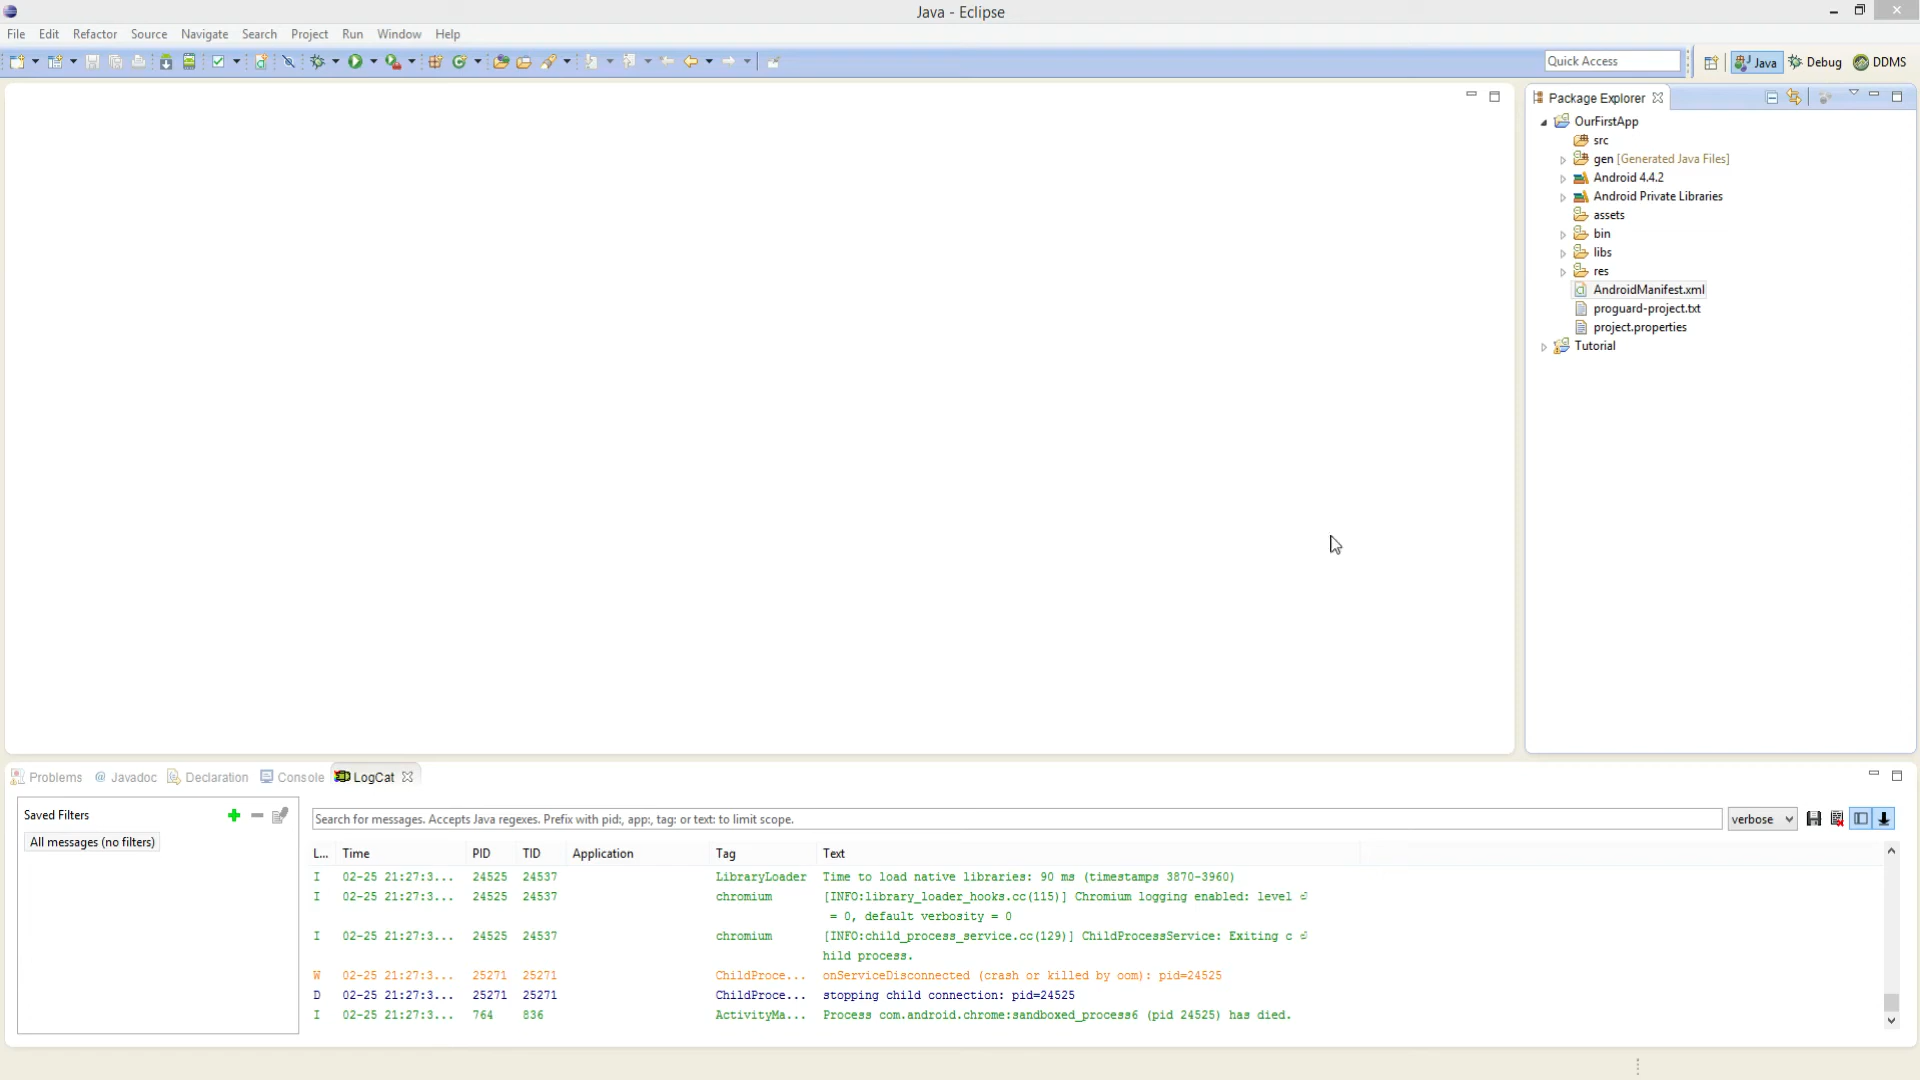 Java - Eclipse
File Edit Refactor Source Navigate Search Project Run Window Help
Quick Access
Java Debug DDMS
Package Explorer
OurFirstApp
src
gen [Generated Java Files]
Android 4.4.2
Android Private Libraries
assets
bin
libs
res
AndroidManifest.xml
proguard-project.txt
project.properties
Tutorial
Problems @ Javadoc Declaration Console LogCat
Saved Filters
All messages (no filters)
Search for messages. Accepts Java regexes. Prefix with pid:, app:, tag: or text: to limit scope.
verbose
L... Time PID TID Application Tag Text
I 02-25 21:27:3... 24525 24537 LibraryLoader Time to load native libraries: 90 ms (timestamps 3870-3960)
I 02-25 21:27:3... 24525 24537 chromium [INFO:library_loader_hooks.cc(115)] Chromium logging enabled: level
= 0, default verbosity = 0
I 02-25 21:27:3... 24525 24537 chromium [INFO:child_process_service.cc(129)] ChildProcessService: Exiting c
hild process.
W 02-25 21:27:3... 25271 25271 ChildProce... onServiceDisconnected (crash or killed by oom): pid=24525
D 02-25 21:27:3... 25271 25271 ChildProce... stopping child connection: pid=24525
I 02-25 21:27:3... 764 836 ActivityMa... Process com.android.chrome:sandboxed_process6 (pid 24525) has died.